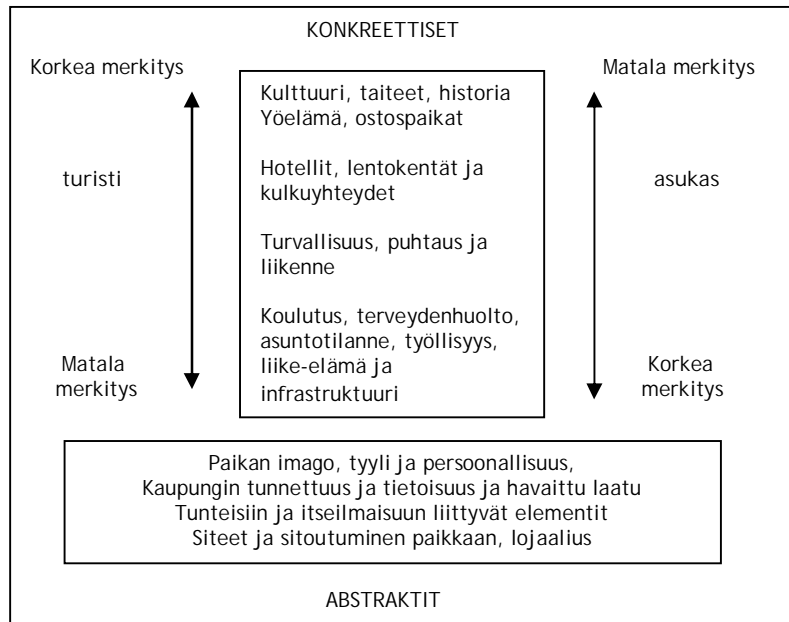 KONKREETTISET
Korkea merkitys
Matala merkitys
Kulttuuri, taiteet, historia
Yöelämä, ostospaikat
turisti
Hotellit, lentokentät ja
kulkuyhteydet
asukas
Turvallisuus, puhtaus ja
liikenne
Koulutus, terveydenhuolto,
asuntotilanne, työllisyys,
liike-elämä ja
infrastruktuuri
Matala
merkitys
Korkea
merkitys
Paikan imago, tyyli ja persoonallisuus,
Kaupungin tunnettuus ja tietoisuus ja havaittu laatu
Tunteisiin ja itseilmaisuun liittyvät elementit
Siteet ja sitoutuminen paikkaan, lojaalius
ABSTRAKTIT